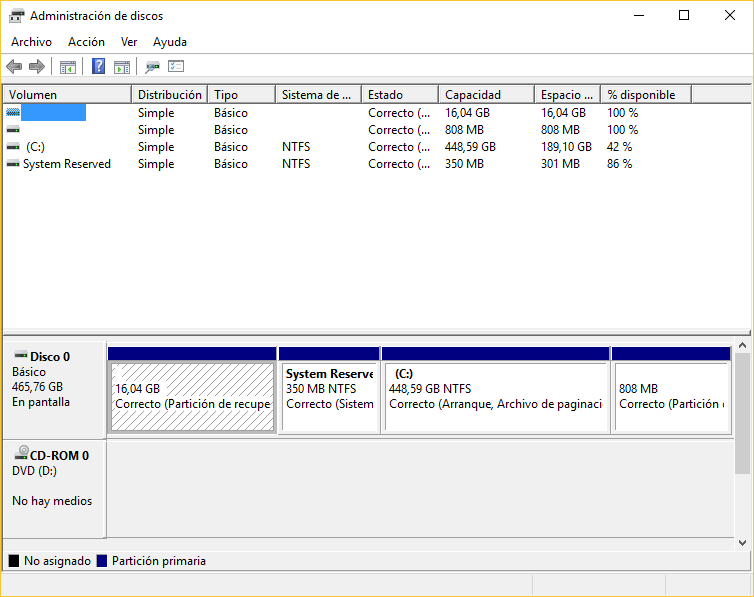 Administración de discos
Archivo Acción Ver Ayuda
Volumen Distribución Tipo Sistema de ... Estado Capacidad Espacio ... % disponible
Simple Básico Correcto (... 16,04 GB 16,04 GB 100 %
Simple Básico Correcto (... 808 MB 808 MB 100 %
(C:) Simple Básico NTFS Correcto (... 448,59 GB 189,10 GB 42 %
System Reserved Simple Básico NTFS Correcto (... 350 MB 301 MB 86 %
Disco 0
Básico
465,76 GB
En pantalla
16,04 GB
Correcto (Partición de recupe
System Reserve
350 MB NTFS
Correcto (Sistem
(C:)
448,59 GB NTFS
Correcto (Arranque, Archivo de paginaci
808 MB
Correcto (Partición
CD-ROM 0
DVD (D:)
No hay medios
No asignado Partición primaria